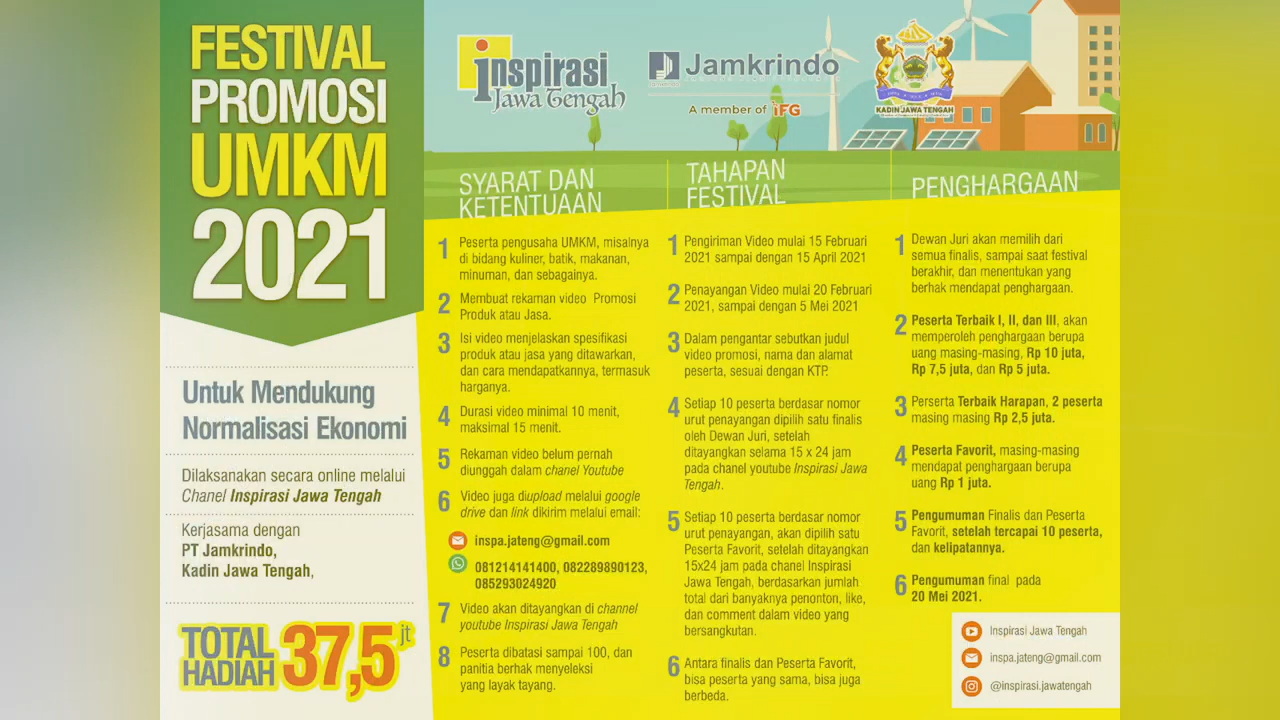 FESTIVAL
PROMOSI
UMKM
2021
Untuk Mendukung
Normalisasi Ekonomi
Dilaksanakan secara online melalui
Chanel Inspirasi Jawa Tengah
Kerjasama dengan
PT Jamkrindo,
Kadin Jawa Tengah,
TOTAL
HADIAH
37,5 jt
inspirasi
Jawa Tengah
Jamkrindo
A member of IFG
KADIN JAWA TENGAH
SYARAT DAN
KETENTUAAN
1 Peserta pengusaha UMKM, misalnya
di bidang kuliner, batik, makanan,
minuman, dan sebagainya.
2 Membuat rekaman video Promosi
Produk atau Jasa.
3 Isi video menjelaskan spesifikasi
produk atau jasa yang ditawarkan,
dan cara mendapatkannya, termasuk
harganya.
4 Durasi video minimal 10 menit,
maksimal 15 menit.
5 Rekaman video belum pernah
diunggah dalam chanel Youtube
6 Video juga diupload melalui google
drive dan link dikirim melalui email:
inspa.jateng@gmail.com
081214141400, 082289890123,
085293024920
7 Video akan ditayangkan di channel
youtube Inspirasi Jawa Tengah
8 Peserta dibatasi sampai 100, dan
panitia berhak menyeleksi
yang layak tayang.
TAHAPAN
FESTIVAL
1 Pengiriman Video mulai 15 Februari
2021 sampai dengan 15 April 2021
2 Penayangan Video mulai 20 Februari
2021, sampai dengan 5 Mei 2021
3 Dalam pengantar sebutkan judul
video promosi, nama dan alamat
peserta, sesuai dengan KTP.
4 Setiap 10 peserta berdasar nomor
urut penayangan dipilih satu finalis
oleh Dewan Juri, setelah
ditayangkan selama 15 x 24 jam
pada chanel youtube Inspirasi Jawa
Tengah.
5 Setiap 10 peserta berdasar nomor
urut penayangan, akan dipilih satu
Peserta Favorit, setelah ditayangkan
15x24 jam pada chanel Inspirasi
Jawa Tengah, berdasarkan jumlah
total dari banyaknya penonton, like,
dan comment dalam video yang
bersangkutan.
6 Antara finalis dan Peserta Favorit,
bisa peserta yang sama, bisa juga
berbeda.
PENGHARGAAN
1 Dewan Juri akan memilih dari
semua finalis, sampai saat festival
berakhir, dan menentukan yang
berhak mendapat penghargaan.
2 Peserta Terbaik I, II, dan III, akan
memperoleh penghargaan berupa
uang masing-masing, Rp 10 juta,
Rp 7,5 juta, dan Rp 5 juta.
3 Perserta Terbaik Harapan, 2 peserta
masing masing Rp 2,5 juta.
4 Peserta Favorit, masing-masing
mendapat penghargaan berupa
uang Rp 1 juta.
5 Pengumuman Finalis dan Peserta
Favorit, setelah tercapai 10 peserta,
dan kelipatannya.
6 Pengumuman final pada
20 Mei 2021.
Inspirasi Jawa Tengah
inspa.jateng@gmail.com
@inspirasi.jawatengah